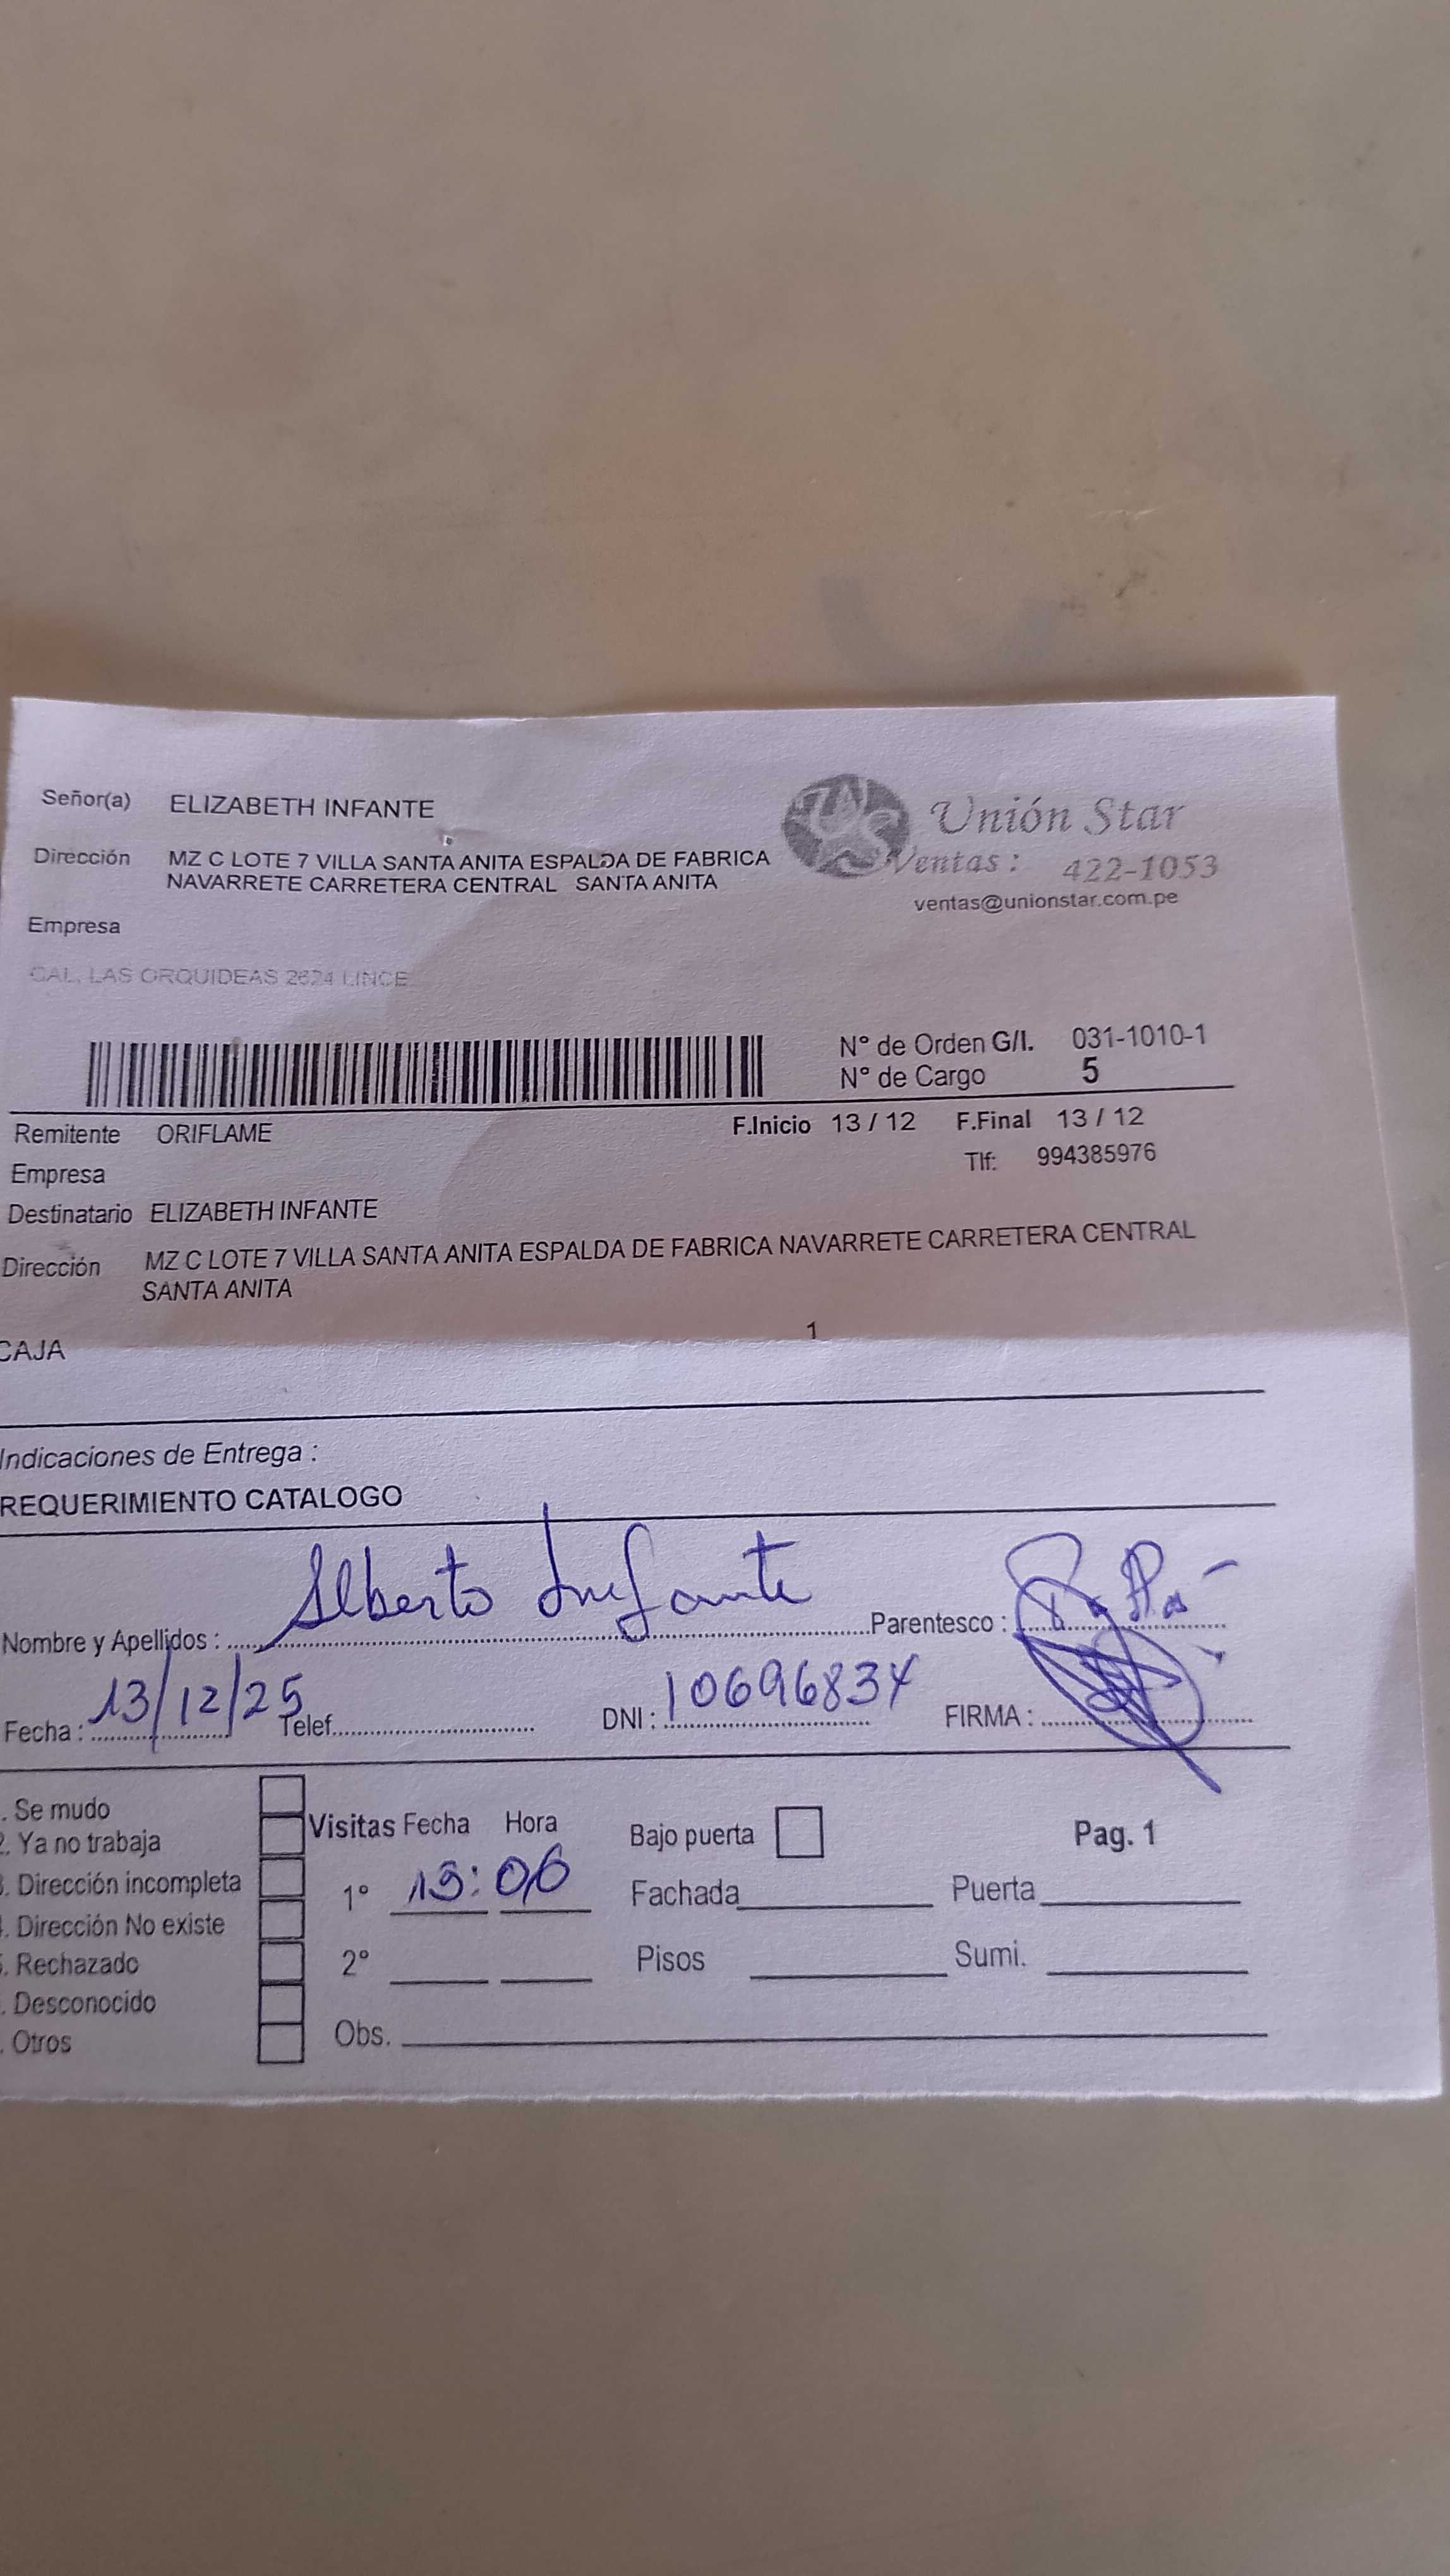 Señor(a) ELIZABETH INFANTE
Unión Star
Dirección MZ C LOTE 7 VILLA SANTA ANITA ESPALDA DE FABRICA
NAVARRETE CARRETERA CENTRAL SANTA ANITA
Ventas : 422-1053
ventas@unionstar.com.pe
Empresa
CAL. LAS ORQUIDEAS 2624 LINCE
N° de Orden G/I. 031-1010-1
N° de Cargo 5
Remitente ORIFLAME
F.Inicio 13 / 12 F.Final 13 / 12
Empresa
Tlf: 994385976
Destinatario ELIZABETH INFANTE
Dirección MZ C LOTE 7 VILLA SANTA ANITA ESPALDA DE FABRICA NAVARRETE CARRETERA CENTRAL
SANTA ANITA
CAJA 1
Indicaciones de Entrega :
REQUERIMIENTO CATALOGO
Nombre y Apellidos : Alberto Infante Parentesco :
Fecha : 13/12/25 Telef. DNI : 10696834 FIRMA :
. Se mudo
2. Ya no trabaja
3. Dirección incompleta
4. Dirección No existe
5. Rechazado
. Desconocido
. Otros
Visitas Fecha Hora
1° 13:06
2°
Obs.
Bajo puerta
Pag. 1
Fachada Puerta
Pisos Sumi.